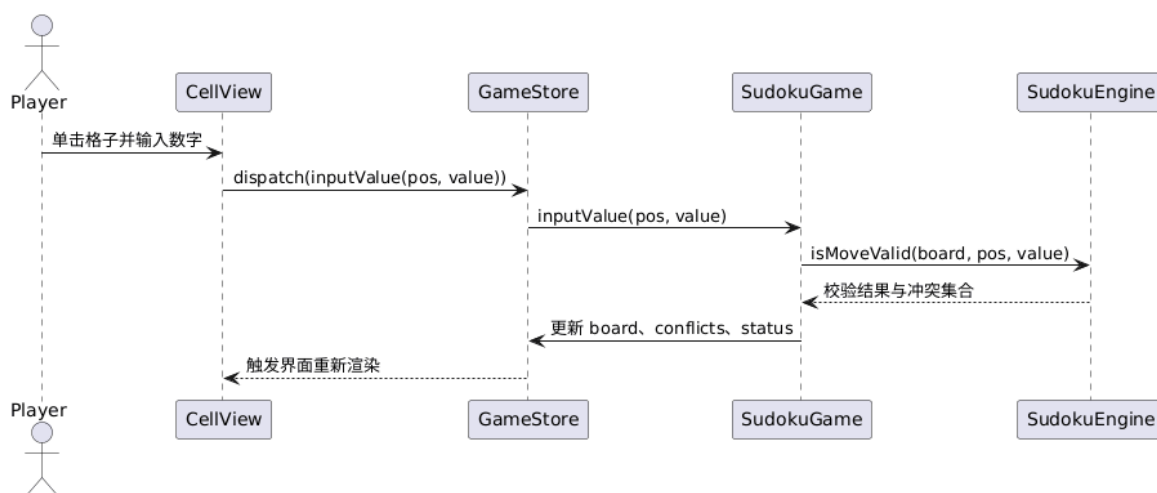 Player
CellView
GameStore
SudokuGame
SudokuEngine
单击格子并输入数字
dispatch(inputValue(pos, value))
inputValue(pos, value)
isMoveValid(board, pos, value)
校验结果与冲突集合
更新 board、conflicts、status
触发界面重新渲染
Player
CellView
GameStore
SudokuGame
SudokuEngine